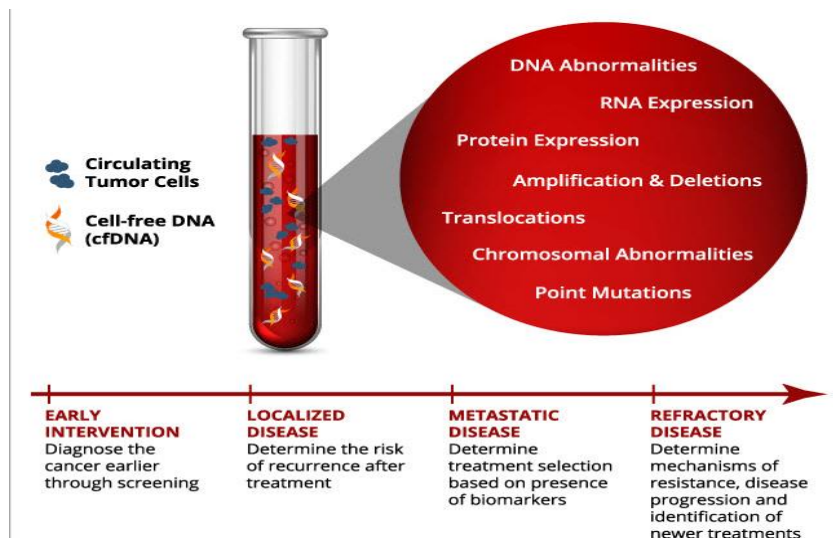 DNA Abnormalities
RNA Expression
Protein Expression
Amplification & Deletions
Translocations
Chromosomal Abnormalities
Point Mutations
Circulating
Tumor Cells
Cell-free DNA
(cfDNA)
EARLY
INTERVENTION
Diagnose the
cancer earlier
through screening
LOCALIZED
DISEASE
Determine the risk
of recurrence after
treatment
METASTATIC
DISEASE
Determine
treatment selection
based on presence
of biomarkers
REFRACTORY
DISEASE
Determine
mechanisms of
resistance, disease
progression and
identification of
newer treatments